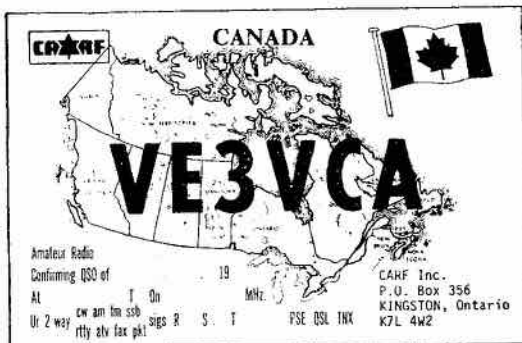 CARF
CANADA
VE3VCA
Amateur Radio
Confirming QSO of . 19
At T On MHz.
Ur 2 way cw am fm ssb sigs R S T PSE QSL TNX
rtty atv fax pkt
CARF Inc.
P.O. Box 356
KINGSTON, Ontario
K7L 4W2